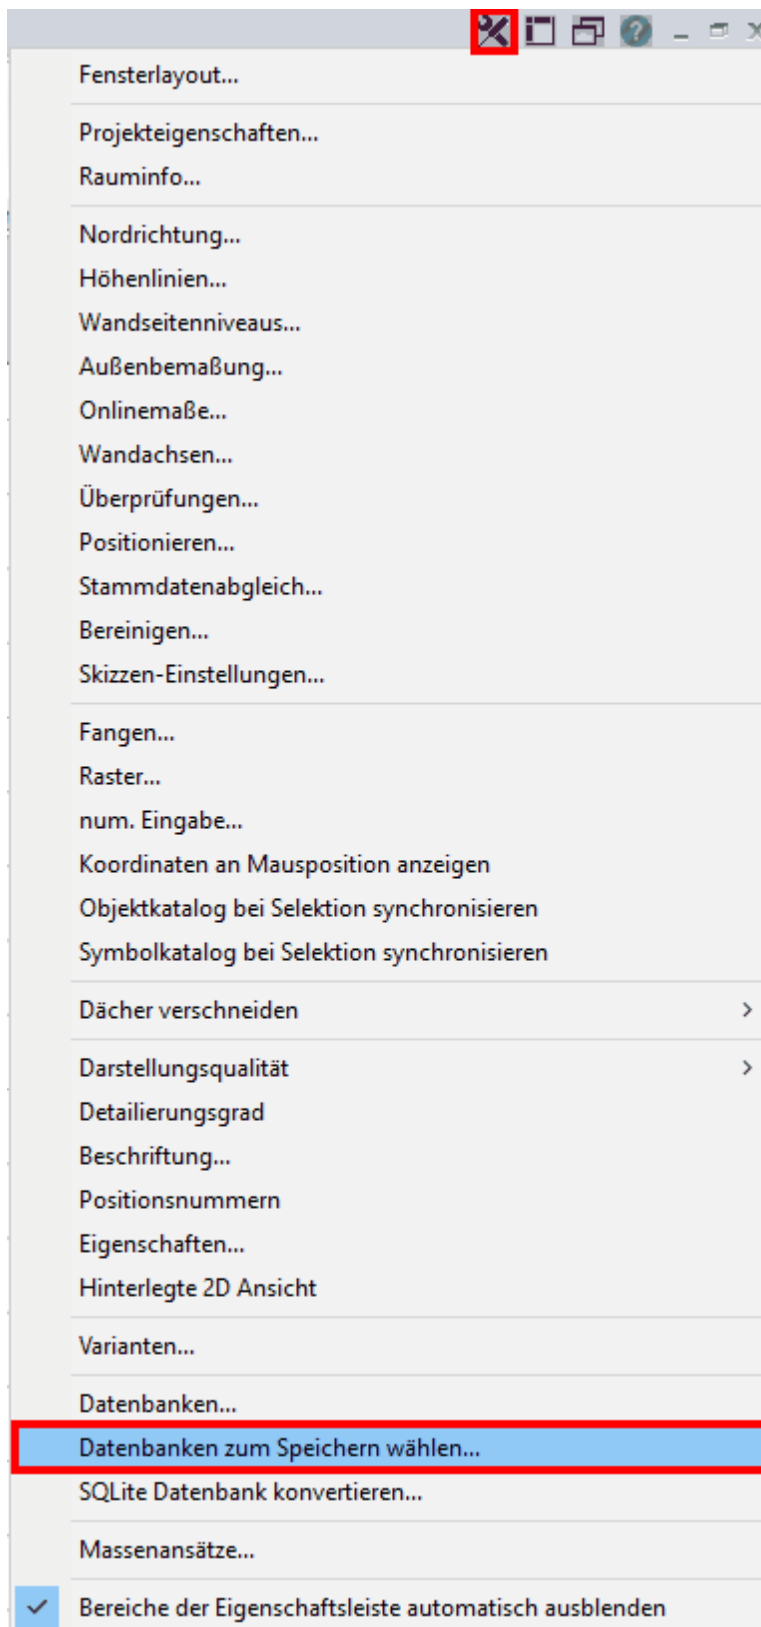 Fensterlayout...
Projekteigenschaften...
Rauminfo...
Nordrichtung...
Höhenlinien...
Wandseitenniveaus...
Außenbemaßung...
Onlinemaße...
Wandachsen...
Überprüfungen...
Positionieren...
Stammdatenabgleich...
Bereinigen...
Skizzen-Einstellungen...
Fangen...
Raster...
num. Eingabe...
Koordinaten an Mausposition anzeigen
Objektkatalog bei Selektion synchronisieren
Symbolkatalog bei Selektion synchronisieren
Dächer verschneiden
Darstellungsqualität
Detailierungsgrad
Beschriftung...
Positionsnummern
Eigenschaften...
Hinterlegte 2D Ansicht
Varianten...
Datenbanken...
Datenbanken zum Speichern wählen...
SQLite Datenbank konvertieren...
Massenansätze...
Bereiche der Eigenschaftsleiste automatisch ausblenden